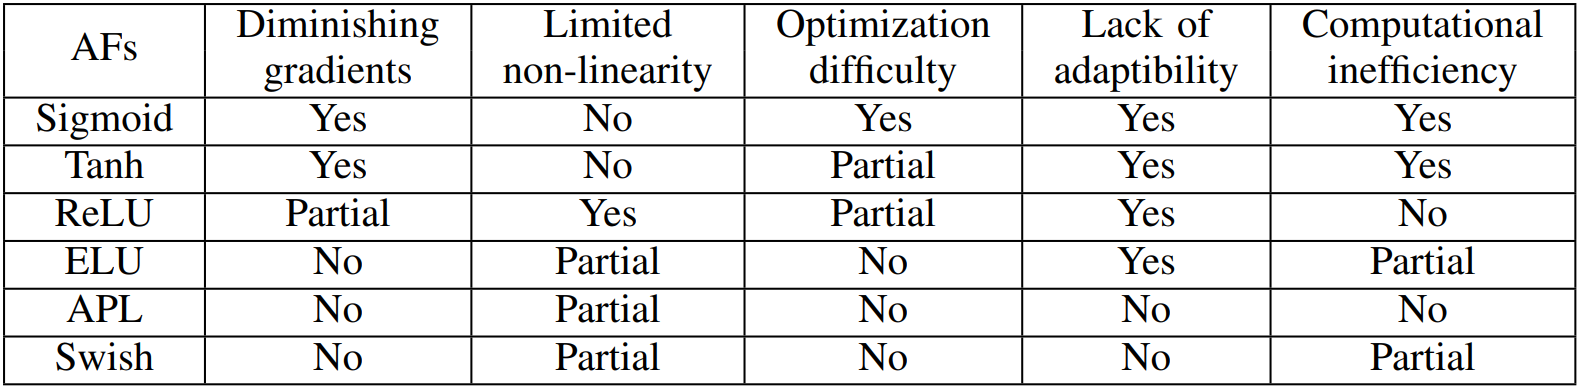 AFs Diminishing gradients Limited non-linearity Optimization difficulty Lack of adaptibility Computational inefficiency
Sigmoid Yes No Yes Yes Yes
Tanh Yes No Partial Yes Yes
ReLU Partial Yes Partial Yes No
ELU No Partial No Yes Partial
APL No Partial No No No
Swish No Partial No No Partial